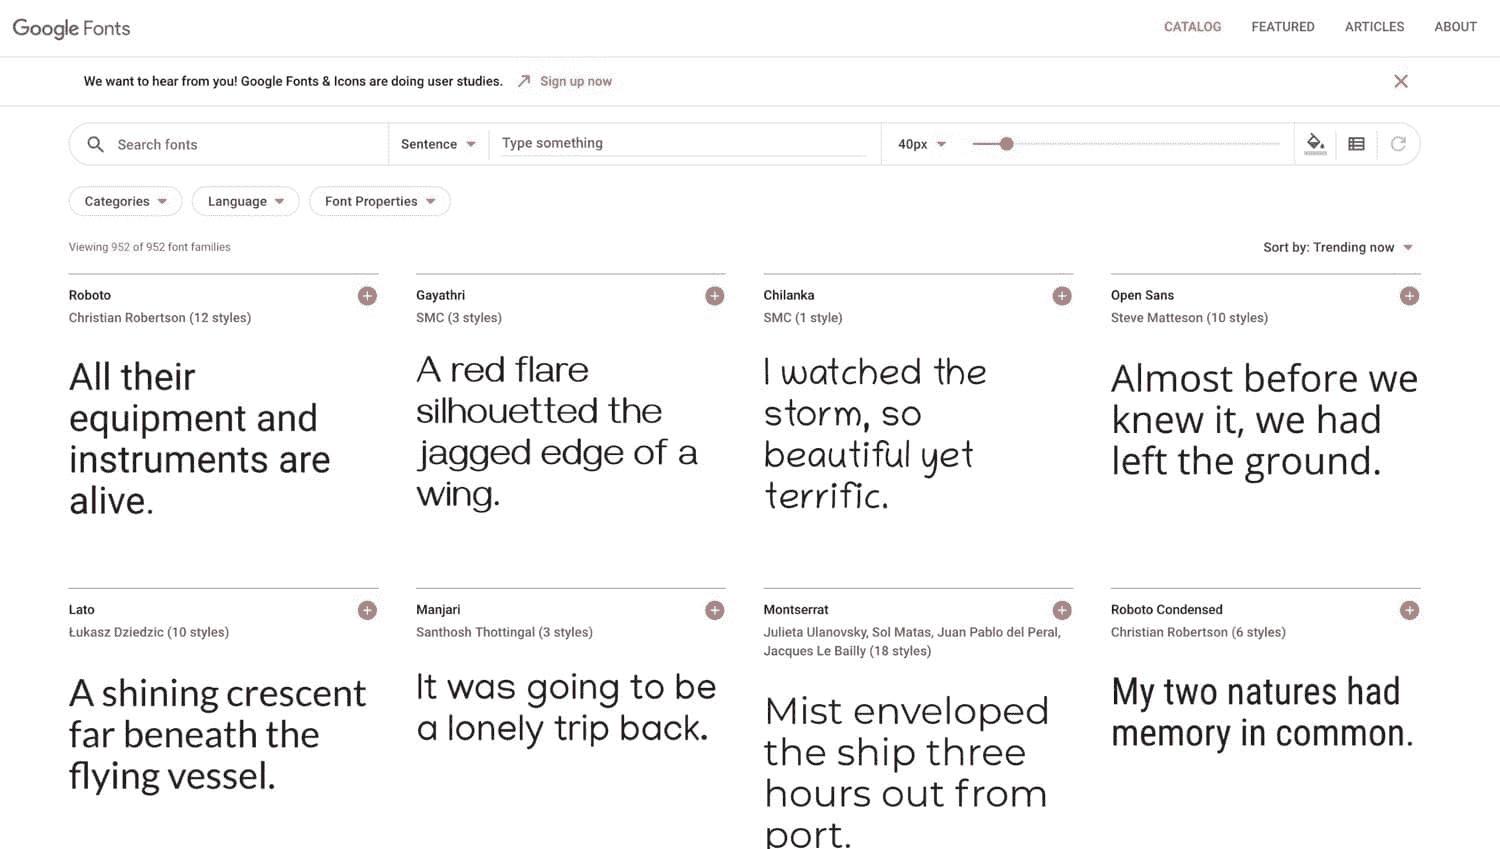 Google Fonts
CATALOG FEATURED ARTICLES ABOUT
We want to hear from you! Google Fonts & Icons are doing user studies. Sign up now
Search fonts Sentence Type something 40px
Categories Language Font Properties
Viewing 952 of 952 font families Sort by: Trending now
Roboto
Christian Robertson (12 styles)
All their
equipment and
instruments are
alive.
Gayathri
SMC (3 styles)
A red flare
silhouetted the
jagged edge of a
wing.
Chilanka
SMC (1 style)
I watched the
storm, so
beautiful yet
terrific.
Open Sans
Steve Matteson (10 styles)
Almost before we
knew it, we had
left the ground.
Lato
Łukasz Dziedzic (10 styles)
A shining crescent
far beneath the
flying vessel.
Manjari
Santhosh Thottingal (3 styles)
It was going to be
a lonely trip back.
Montserrat
Julieta Ulanovsky, Sol Matas, Juan Pablo del Peral,
Jacques Le Bailly (18 styles)
Mist enveloped
the ship three
hours out from
port.
Roboto Condensed
Christian Robertson (6 styles)
My two natures had
memory in common.